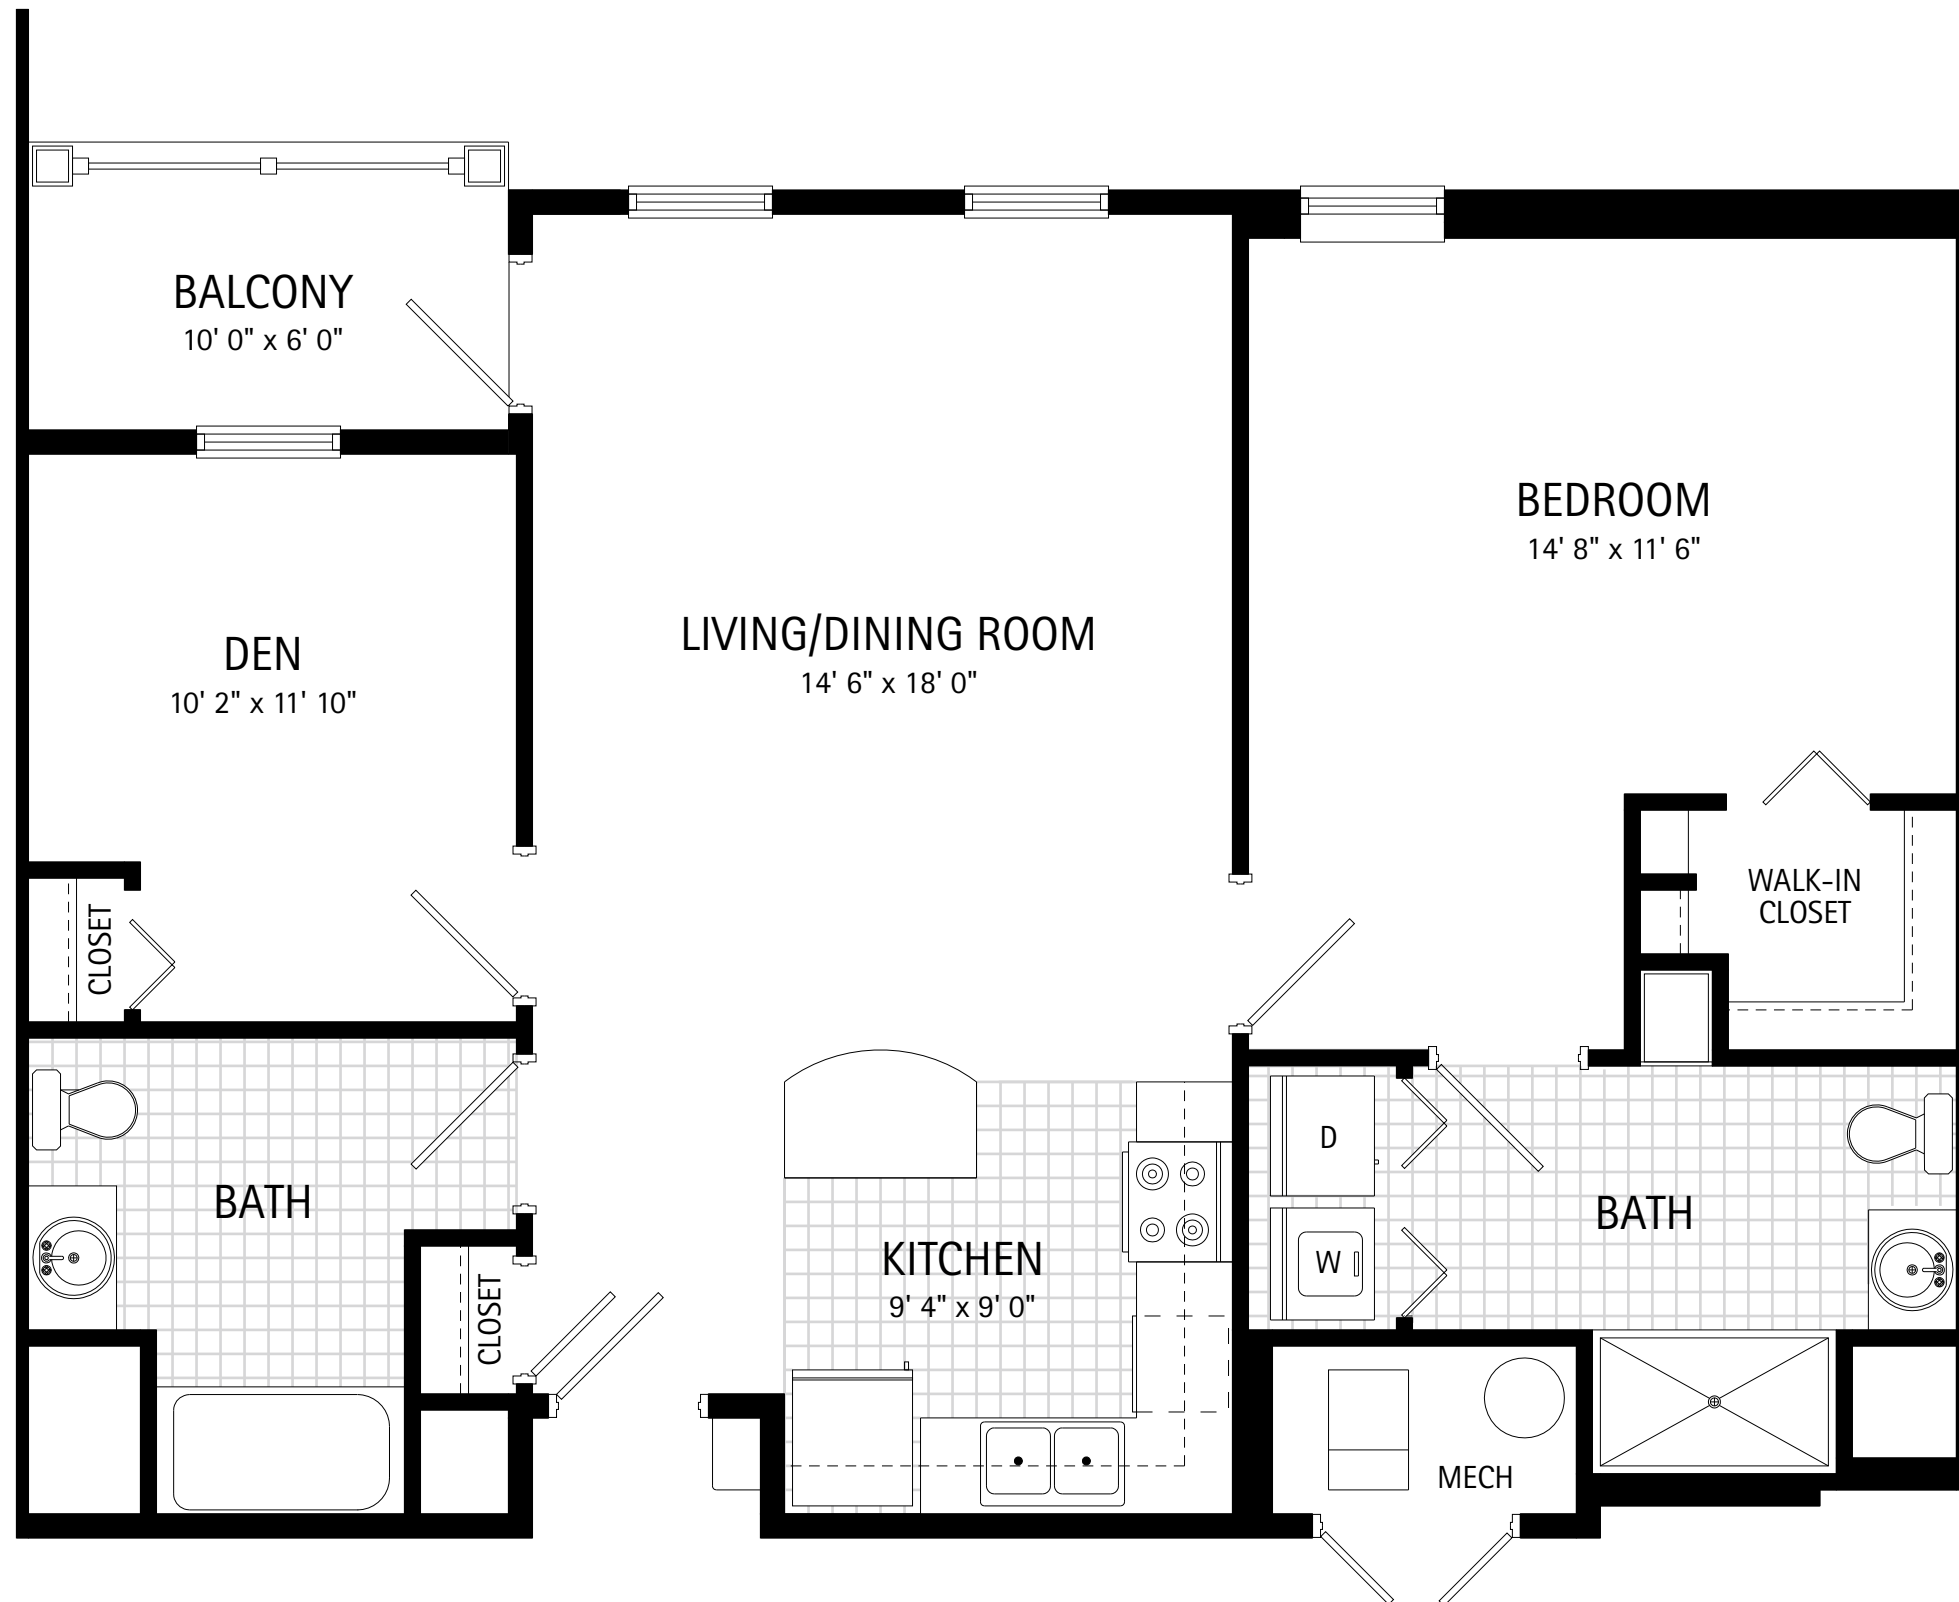 BALCONY
10' 0" x 6' 0"
BEDROOM
14' 8" x 11' 6"
LIVING/DINING ROOM
14' 6" x 18' 0"
DEN
10' 2" x 11' 10"
WALK-IN
CLOSET
CLOSET
D
BATH
BATH
KITCHEN
9' 4" x 9' 0"
W
CLOSET
MECH